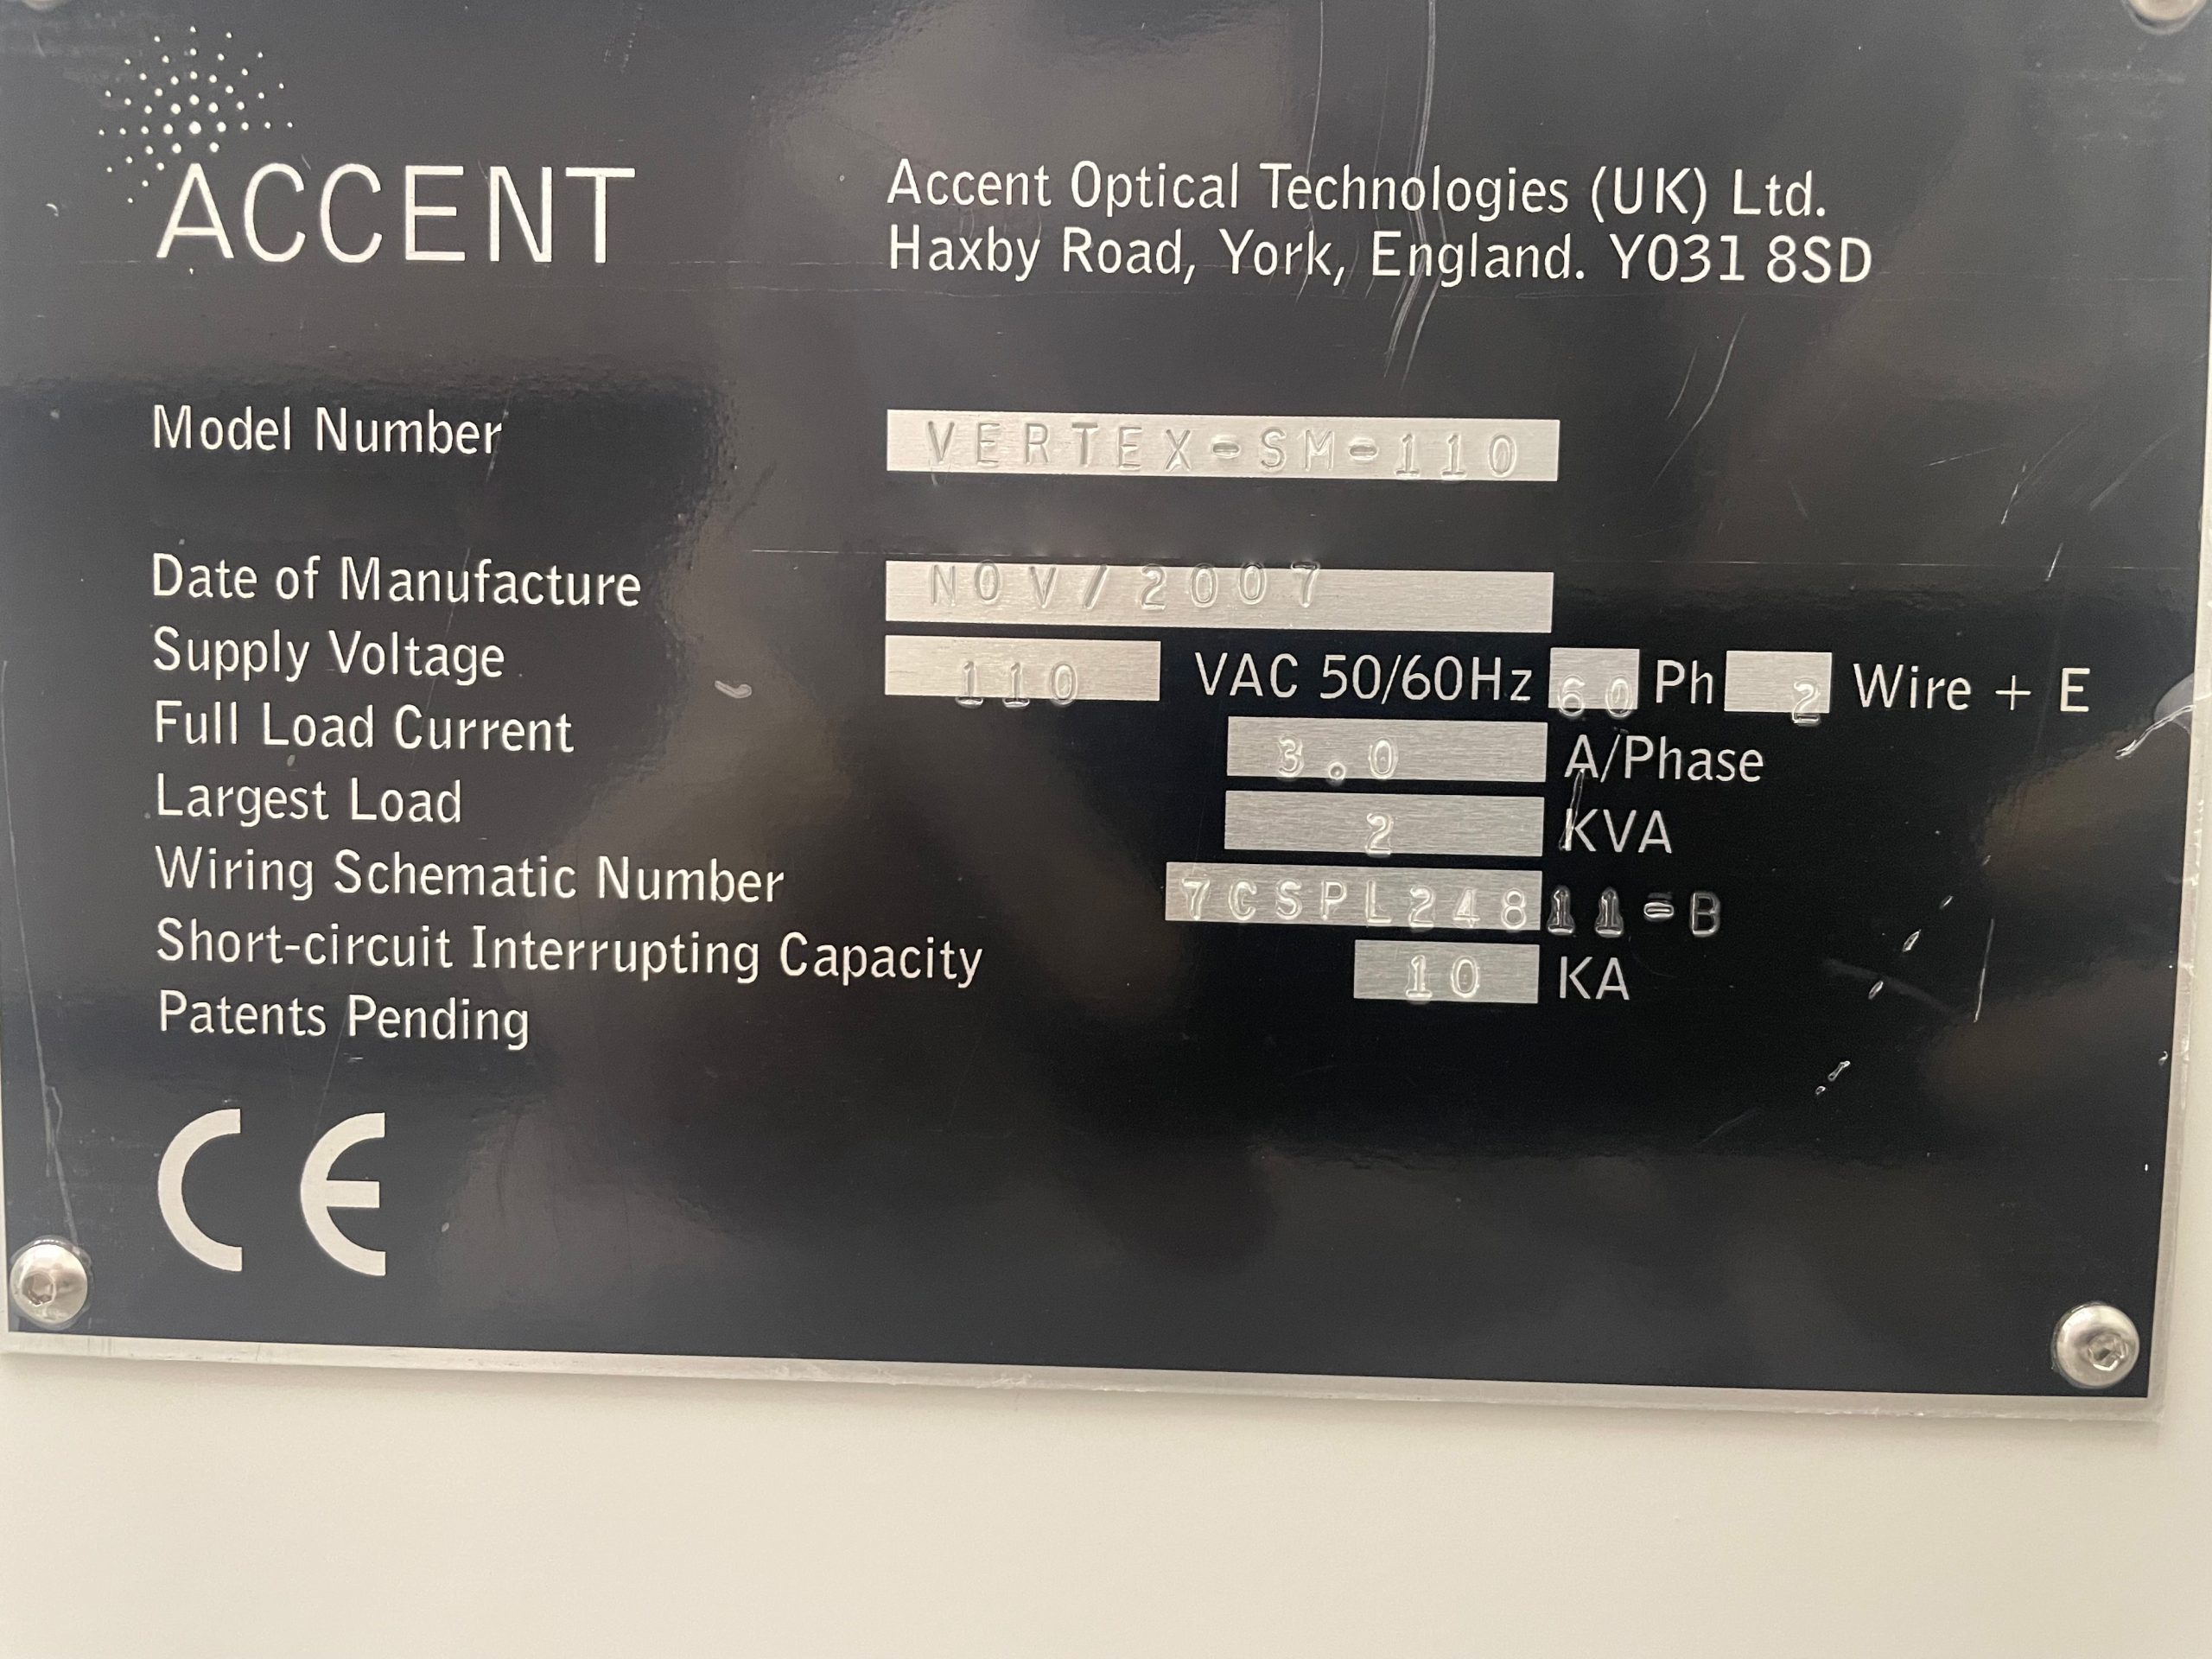 ACCENT
Accent Optical Technologies (UK) Ltd.
Haxby Road, York, England. YO31 8SD
Model Number VERTEX-SM-110
Date of Manufacture NOV/2007
Supply Voltage 110 VAC 50/60Hz 60 Ph 2 Wire + E
Full Load Current 3.0 A/Phase
Largest Load 2 KVA
Wiring Schematic Number 7CSPL24811-B
Short-circuit Interrupting Capacity 10 KA
Patents Pending
CE